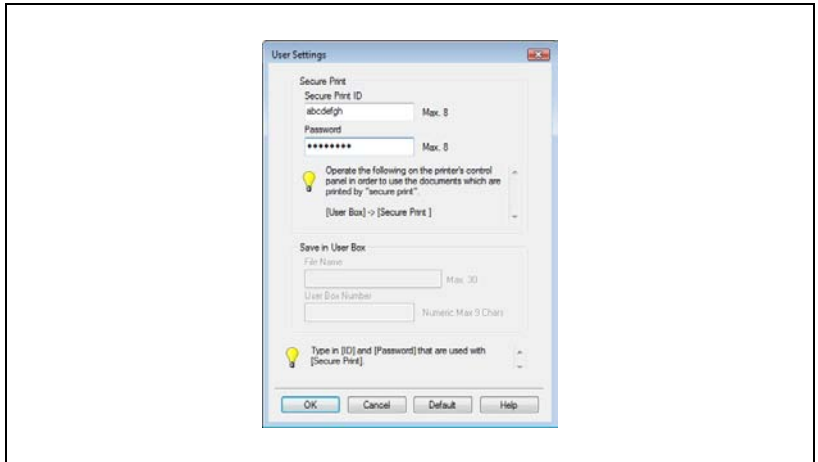 User Settings
Secure Print
Secure Print ID
abcdefgh Max. 8
Password
•••••••• Max. 8
Operate the following on the printer's control
panel in order to use the documents which are
printed by "secure print".
[User Box] -> [Secure Print ]
Save in User Box
File Name
Max. 30
User Box Number
Numeric Max 9 Chars
Type in [ID] and [Password] that are used with
[Secure Print].
OK Cancel Default Help